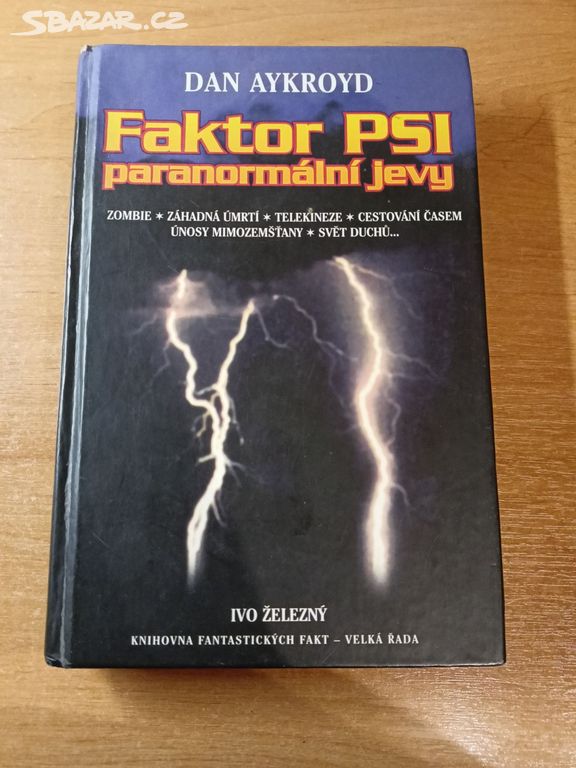 SBAZAR.CZ
DAN AYKROYD
Faktor PSI
paranormální jevy
ZOMBIE ✶ ZÁHADNÁ ÚMRTÍ ✶ TELEKINEZE ✶ CESTOVÁNÍ ČASEM
ÚNOSY MIMOZEMŠŤANY ✶ SVĚT DUCHŮ...
IVO ŽELEZNÝ
KNIHOVNA FANTASTICKÝCH FAKT – VELKÁ ŘADA